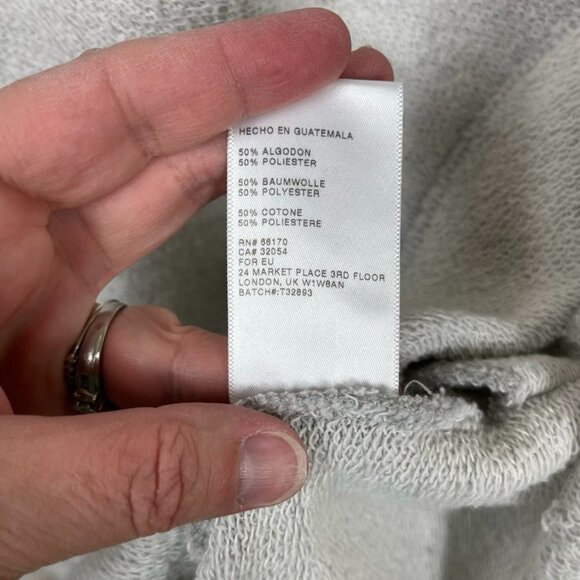 HECHO EN GUATEMALA
50% ALGODON
50% POLIESTER
50% BAUMWOLLE
50% POLYESTER
50% COTONE
50% POLIESTERE
RN# 66170
CA# 32054
FOR EU
24 MARKET PLACE 3RD FLOOR
LONDON, UK W1W8AN
BATCH#:T32893